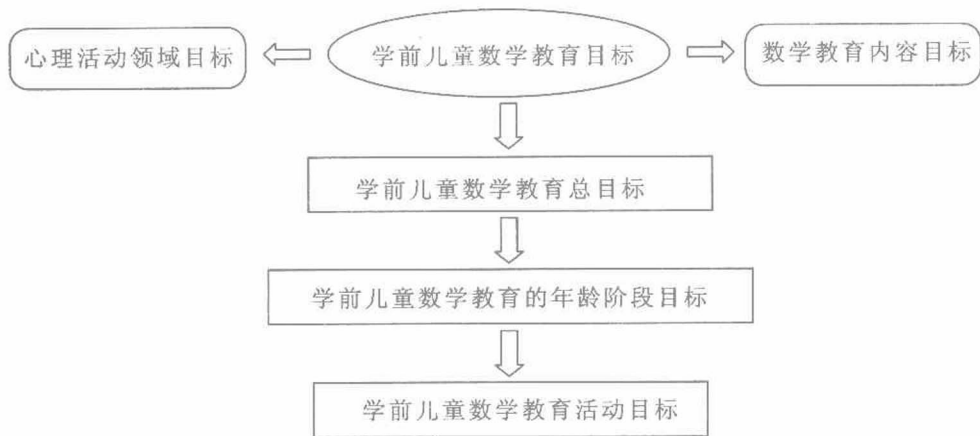 心理活动领域目标
学前儿童数学教育目标
数学教育内容目标
学前儿童数学教育总目标
学前儿童数学教育的年龄阶段目标
学前儿童数学教育活动目标